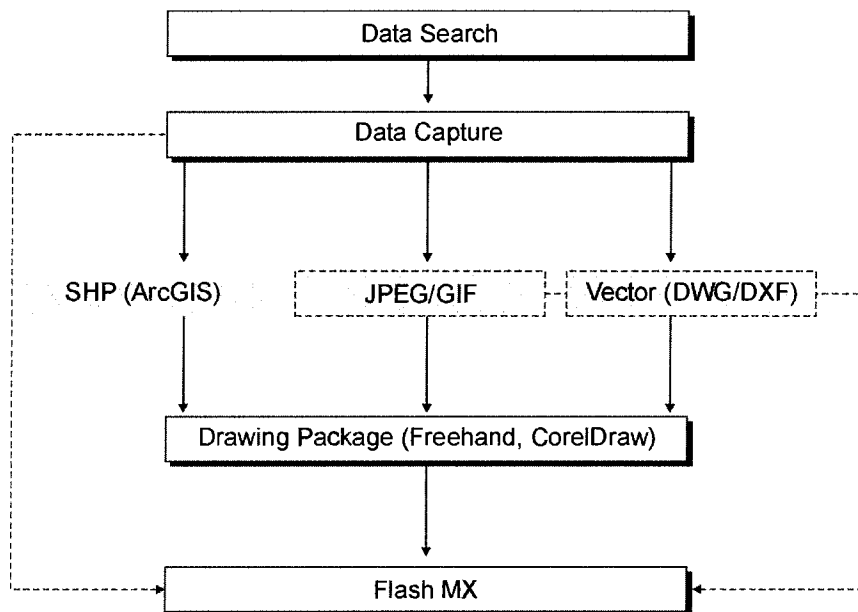 Data Search
Data Capture
SHP (ArcGIS)
JPEG/GIF
Vector (DWG/DXF)
Drawing Package (Freehand, CorelDraw)
Flash MX